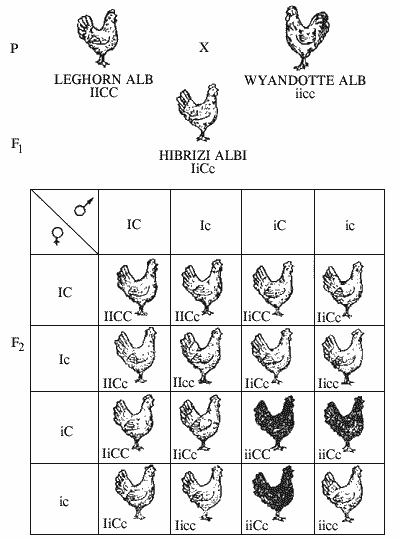 P X
LEGHORN ALB WYANDOTTE ALB
IICC iicc
F1
HIBRIZI ALBI
IiCc
♂
♀
IC Ic iC ic
IC
IICC IICc IiCC IiCc
F2
Ic
IICc IIcc IiCc Iicc
iC
IiCC IiCc iiCC iiCc
ic
IiCc Iicc iiCc iicc